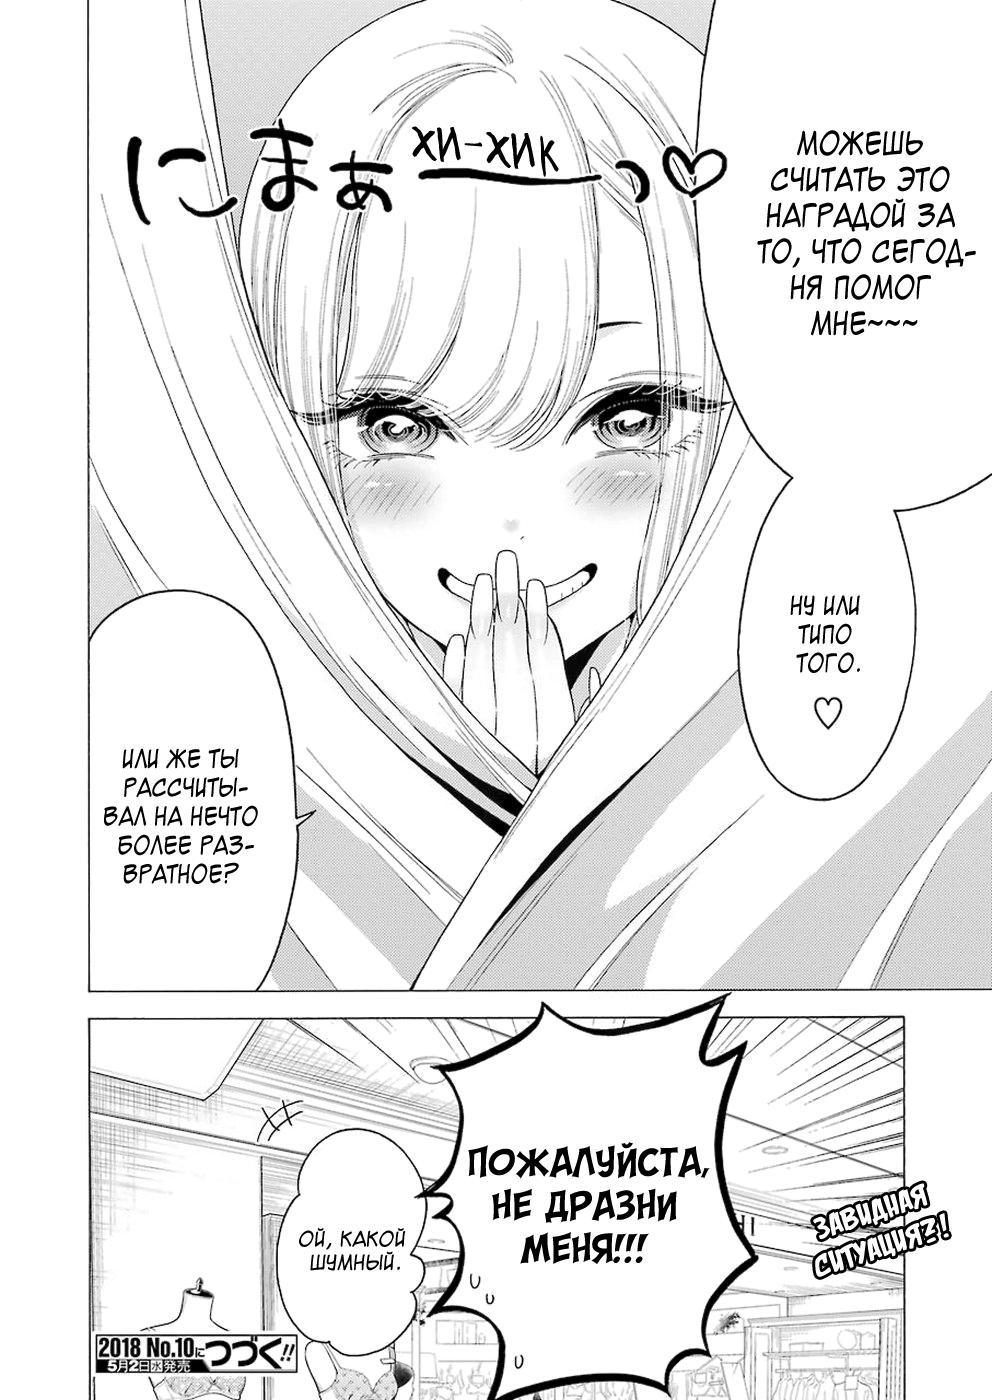 МОЖЕШЬ
СЧИТАТЬ ЭТО
НАГРАДОЙ ЗА
ТО, ЧТО СЕГОД-
НЯ ПОМОГ
МНЕ~~~
にまぁ
ХИ-ХИК
っ♡
НУ ИЛИ
ТИПО
ТОГО.
♡
ИЛИ ЖЕ ТЫ
РАССЧИТЫ-
ВАЛ НА НЕЧТО
БОЛЕЕ РАЗ-
ВРАТНОЕ?
ПОЖАЛУЙСТА,
НЕ ДРАЗНИ
МЕНЯ!!!
ЗАВИДНАЯ
СИТУАЦИЯ?!
ОЙ, КАКОЙ
ШУМНЫЙ.
2018 No.10に
つづく!!
5月2日水発売